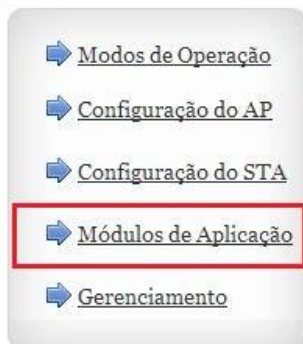 Modos de Operação
Configuração do AP
Configuração do STA
Módulos de Aplicação
Gerenciamento